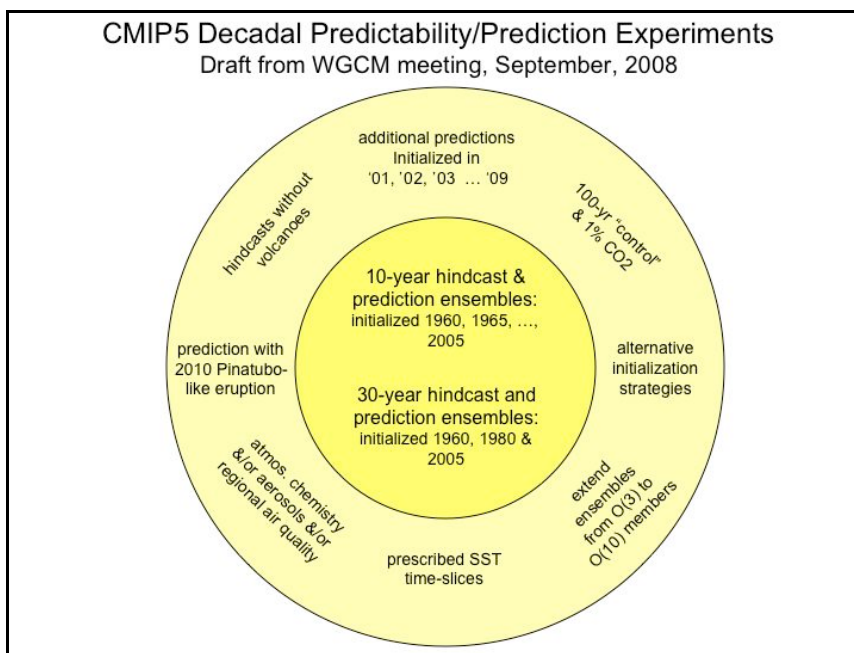 CMIP5 Decadal Predictability/Prediction Experiments
Draft from WGCM meeting, September, 2008
additional predictions
Initialized in
'01, '02, '03 ... '09
hindcasts without
volcanoes
100-yr "control"
& 1% CO2
10-year hindcast &
prediction ensembles:
initialized 1960, 1965, ...,
2005
prediction with
2010 Pinatubo-
like eruption
alternative
initialization
strategies
30-year hindcast and
prediction ensembles:
initialized 1960, 1980 &
2005
atmos. chemistry
&/or aerosols &/or
regional air quality
extend
ensembles
from O(3) to
O(10) members
prescribed SST
time-slices